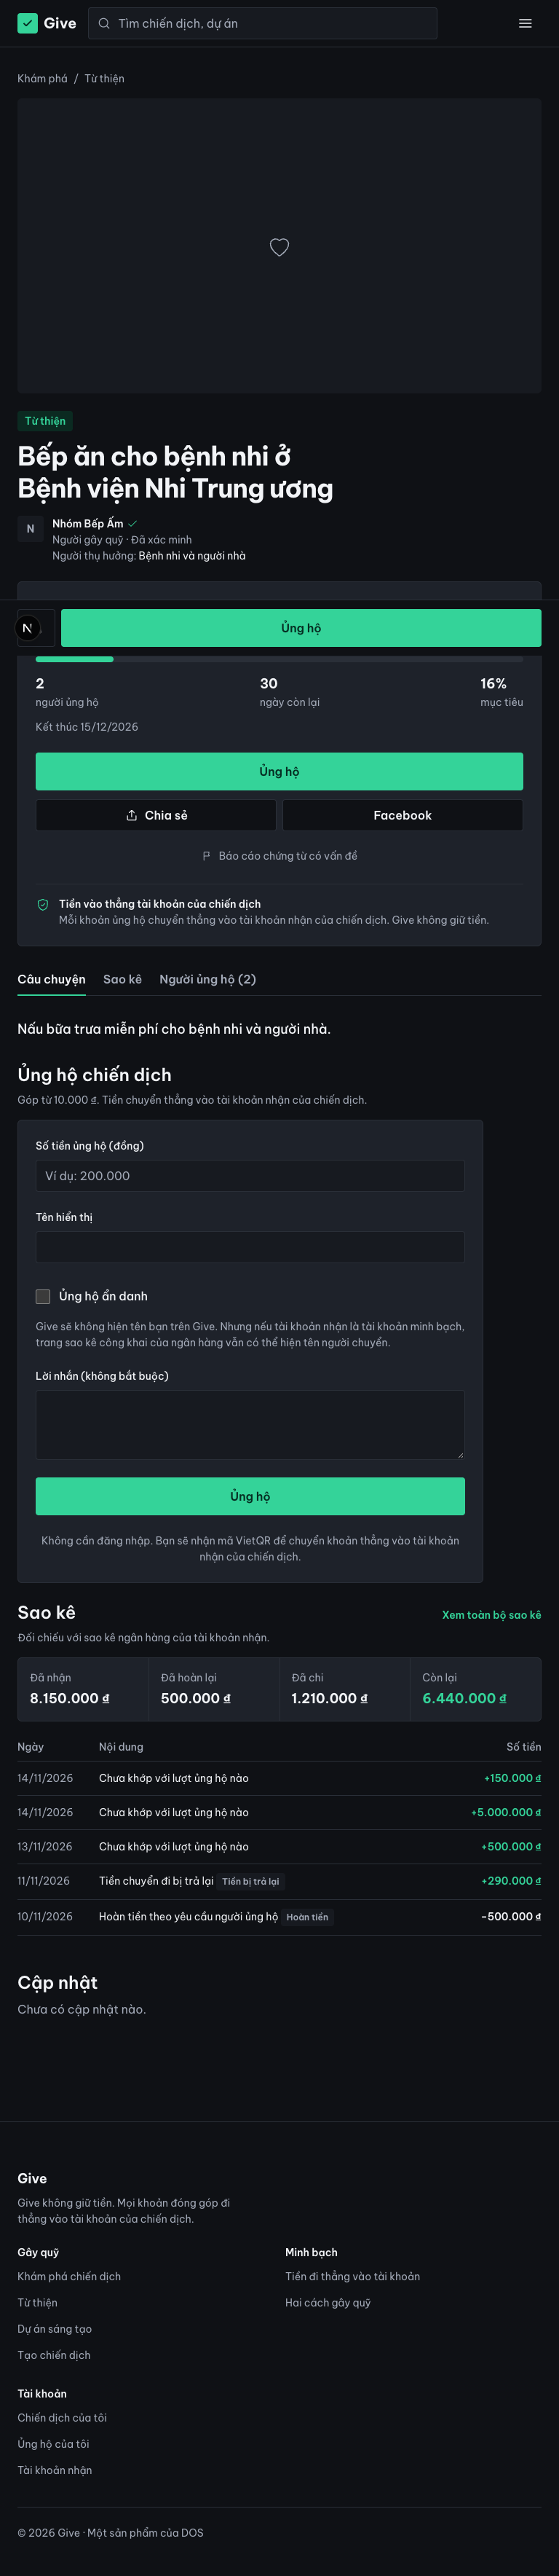 Give
Tìm chiến dịch, dự án
Khám phá / Từ thiện
Từ thiện
Bếp ăn cho bệnh nhi ở
Bệnh viện Nhi Trung ương
N
Nhóm Bếp Ấm
Người gây quỹ · Đã xác minh
Người thụ hưởng: Bệnh nhi và người nhà
N
Ủng hộ
2
người ủng hộ
30
ngày còn lại
16%
mục tiêu
Kết thúc 15/12/2026
Ủng hộ
Chia sẻ
Facebook
Báo cáo chứng từ có vấn đề
Tiền vào thẳng tài khoản của chiến dịch
Mỗi khoản ủng hộ chuyển thẳng vào tài khoản nhận của chiến dịch. Give không giữ tiền.
Câu chuyện
Sao kê
Người ủng hộ (2)
Nấu bữa trưa miễn phí cho bệnh nhi và người nhà.
Ủng hộ chiến dịch
Góp từ 10.000 ₫. Tiền chuyển thẳng vào tài khoản nhận của chiến dịch.
Số tiền ủng hộ (đồng)
Ví dụ: 200.000
Tên hiển thị
Ủng hộ ẩn danh
Give sẽ không hiện tên bạn trên Give. Nhưng nếu tài khoản nhận là tài khoản minh bạch,
trang sao kê công khai của ngân hàng vẫn có thể hiện tên người chuyển.
Lời nhắn (không bắt buộc)
Ủng hộ
Không cần đăng nhập. Bạn sẽ nhận mã VietQR để chuyển khoản thẳng vào tài khoản
nhận của chiến dịch.
Sao kê
Xem toàn bộ sao kê
Đối chiếu với sao kê ngân hàng của tài khoản nhận.
Đã nhận
8.150.000 ₫
Đã hoàn lại
500.000 ₫
Đã chi
1.210.000 ₫
Còn lại
6.440.000 ₫
Ngày Nội dung Số tiền
14/11/2026 Chưa khớp với lượt ủng hộ nào +150.000 ₫
14/11/2026 Chưa khớp với lượt ủng hộ nào +5.000.000 ₫
13/11/2026 Chưa khớp với lượt ủng hộ nào +500.000 ₫
11/11/2026 Tiền chuyển đi bị trả lại Tiền bị trả lại +290.000 ₫
10/11/2026 Hoàn tiền theo yêu cầu người ủng hộ Hoàn tiền -500.000 ₫
Cập nhật
Chưa có cập nhật nào.
Give
Give không giữ tiền. Mọi khoản đóng góp đi
thẳng vào tài khoản của chiến dịch.
Gây quỹ
Khám phá chiến dịch
Từ thiện
Dự án sáng tạo
Tạo chiến dịch
Minh bạch
Tiền đi thẳng vào tài khoản
Hai cách gây quỹ
Tài khoản
Chiến dịch của tôi
Ủng hộ của tôi
Tài khoản nhận
© 2026 Give · Một sản phẩm của DOS